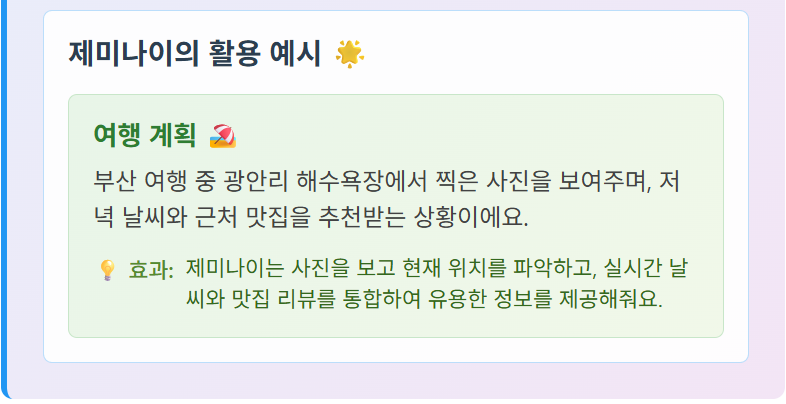 제미나이의 활용 예시 🌟
여행 계획 🏖️
부산 여행 중 광안리 해수욕장에서 찍은 사진을 보여주며, 저
녁 날씨와 근처 맛집을 추천받는 상황이에요.
💡 효과: 제미나이는 사진을 보고 현재 위치를 파악하고, 실시간 날
씨와 맛집 리뷰를 통합하여 유용한 정보를 제공해줘요.